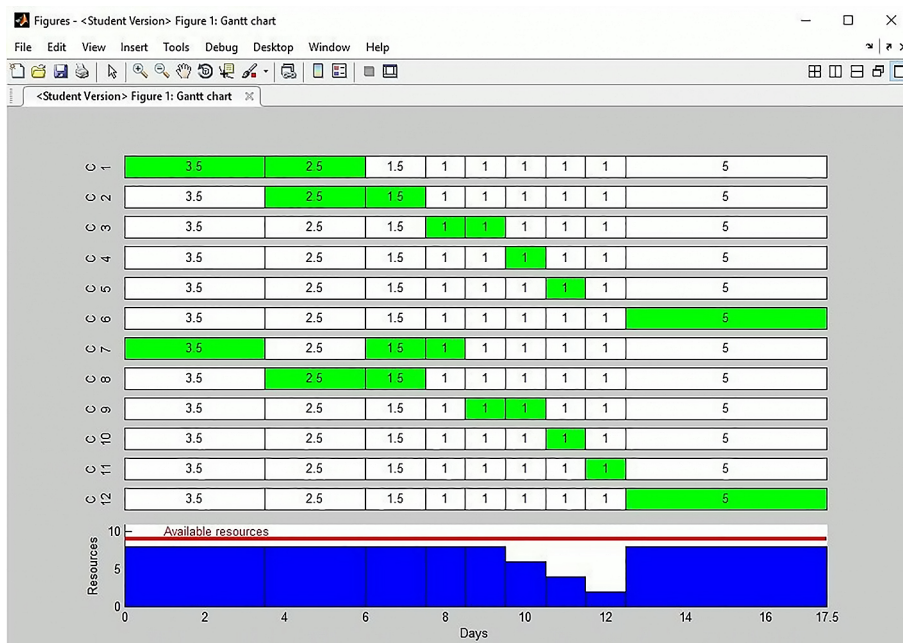 Figures - <Student Version> Figure 1: Gantt chart
File Edit View Insert Tools Debug Desktop Window Help
<Student Version> Figure 1: Gantt chart
C 1 3.5 2.5 1.5 1 1 1 1 1 5
C 2 3.5 2.5 1.5 1 1 1 1 1 5
C 3 3.5 2.5 1.5 1 1 1 1 1 5
C 4 3.5 2.5 1.5 1 1 1 1 1 5
C 5 3.5 2.5 1.5 1 1 1 1 1 5
C 6 3.5 2.5 1.5 1 1 1 1 1 5
C 7 3.5 2.5 1.5 1 1 1 1 1 5
C 8 3.5 2.5 1.5 1 1 1 1 1 5
C 9 3.5 2.5 1.5 1 1 1 1 1 5
C 10 3.5 2.5 1.5 1 1 1 1 1 5
C 11 3.5 2.5 1.5 1 1 1 1 1 5
C 12 3.5 2.5 1.5 1 1 1 1 1 5
10 Available resources
Resources
5
0
0 2 4 6 8 10 12 14 16 17.5
Days